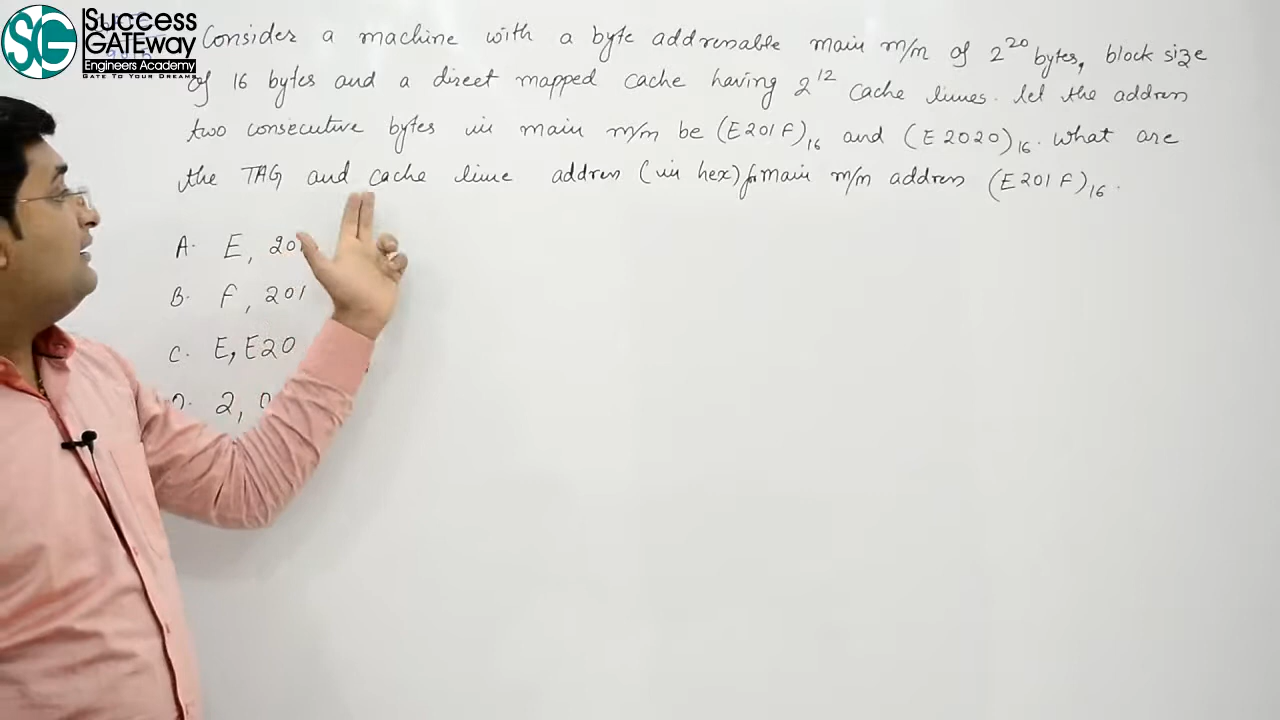 Success
GATEway
Engineers Academy
GATE TO YOUR DREAMS
Consider a machine with a byte addressable main m/m of 2^20 bytes, block size
of 16 bytes and a direct mapped cache having 2^12 cache lines. let the address
two consecutive bytes in main m/m be (E201F)16 and (E2020)16. What are
the TAG and cache line address (in hex) for main m/m address (E201F)16.
A. E, 20
B. F, 201
C. E, E20
D. 2,